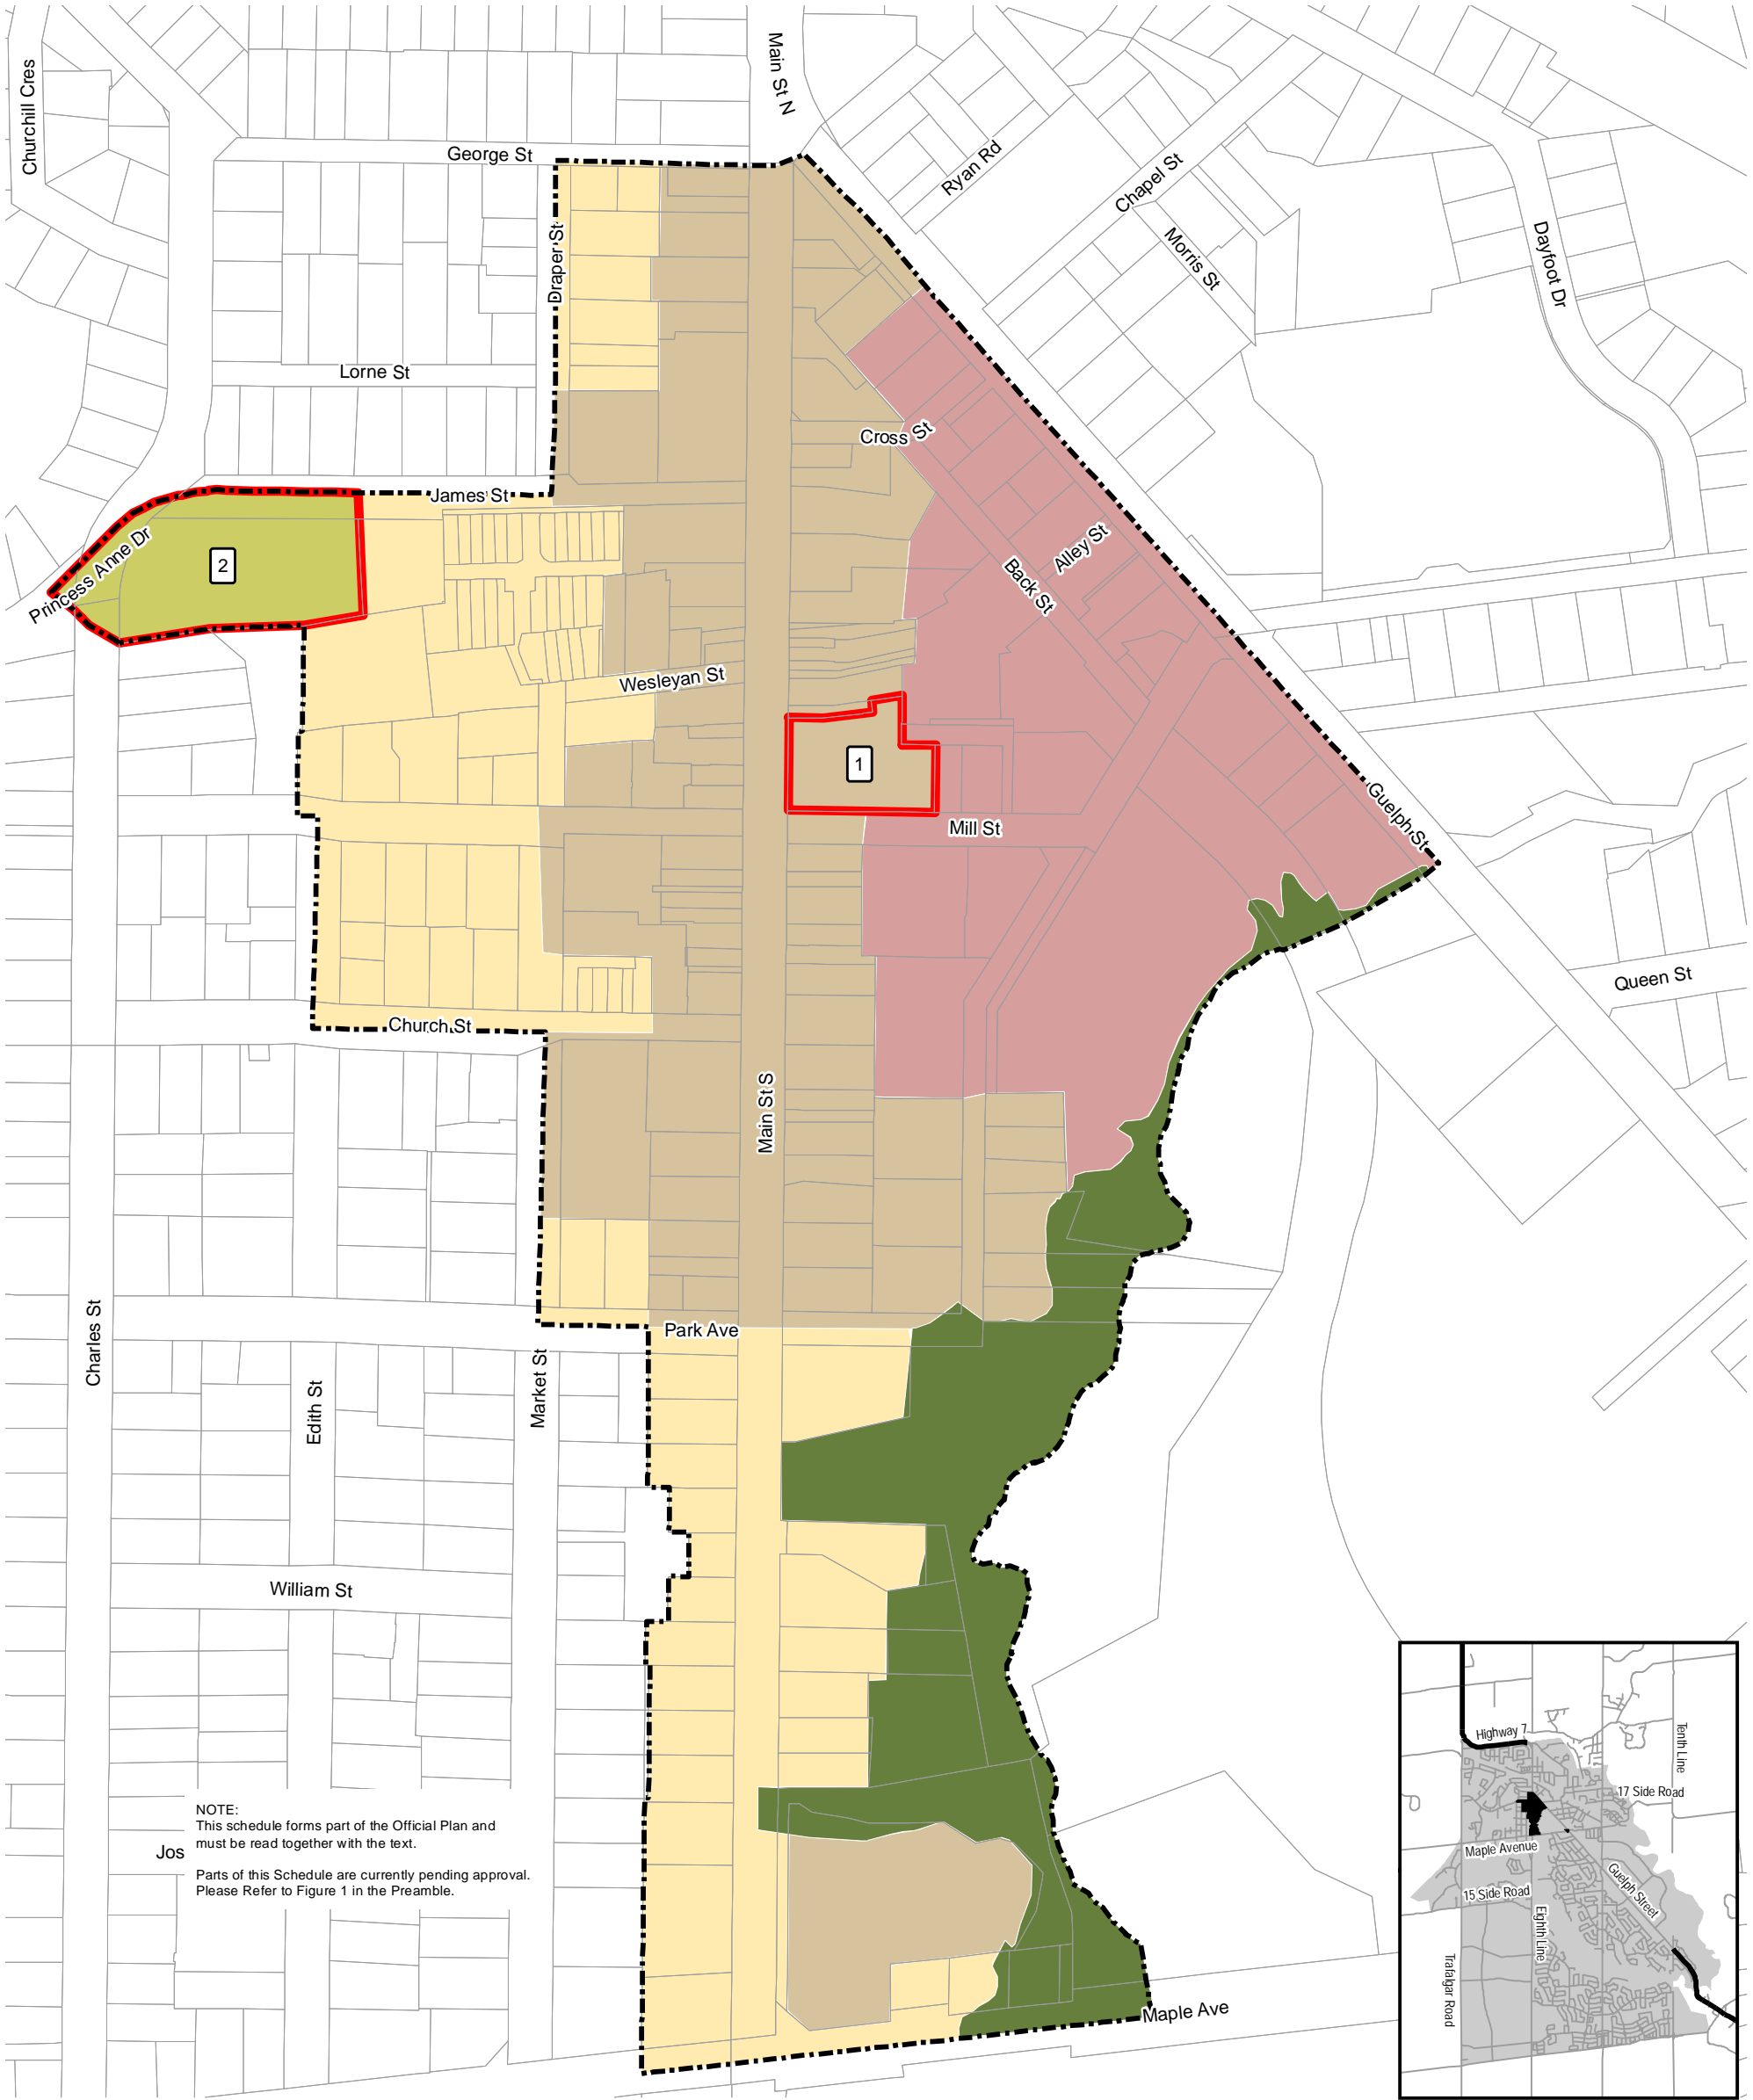 Churchill Cres
Main St N
George St
Ryan Rd
Chapel St
Draper St
Morris St
Dayfoot Dr
Lorne St
Cross St
James St
Princess Anne Dr
2
Alley St
Back St
Wesleyan St
1
Mill St
Guelph St
Queen St
Church St
Main St S
Park Ave
Charles St
Edith St
Market St
William St
NOTE:
This schedule forms part of the Official Plan and
must be read together with the text.
Jos
Parts of this Schedule are currently pending approval.
Please Refer to Figure 1 in the Preamble.
Maple Ave
Highway 7
Tenth Line
17 Side Road
Maple Avenue
15 Side Road
Guelph Street
Eighth Line
Trafalgar Road